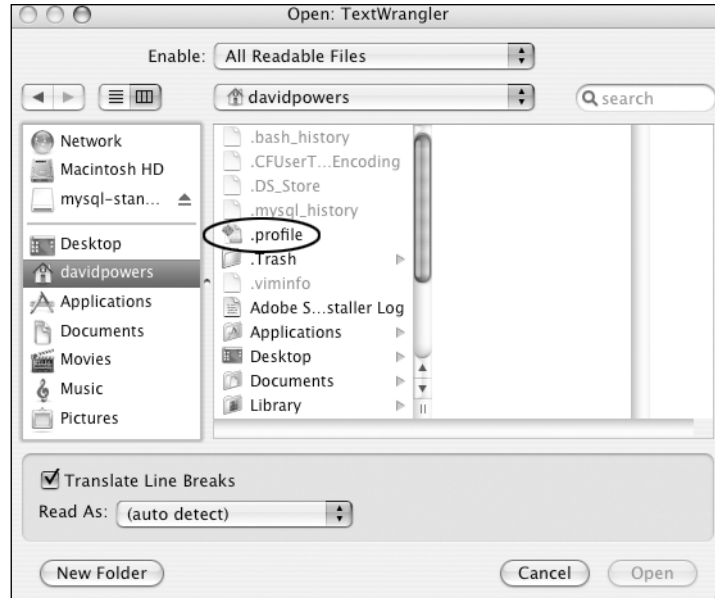 Open: TextWrangler
Enable: All Readable Files
davidpowers
search
Network
Macintosh HD
mysql-stan...
Desktop
davidpowers
Applications
Documents
Movies
Music
Pictures
.bash_history
.CFUserT...Encoding
.DS_Store
.mysql_history
.profile
.Trash
.viminfo
Adobe S...staller Log
Applications
Desktop
Documents
Library
Translate Line Breaks
Read As: (auto detect)
New Folder
Cancel
Open